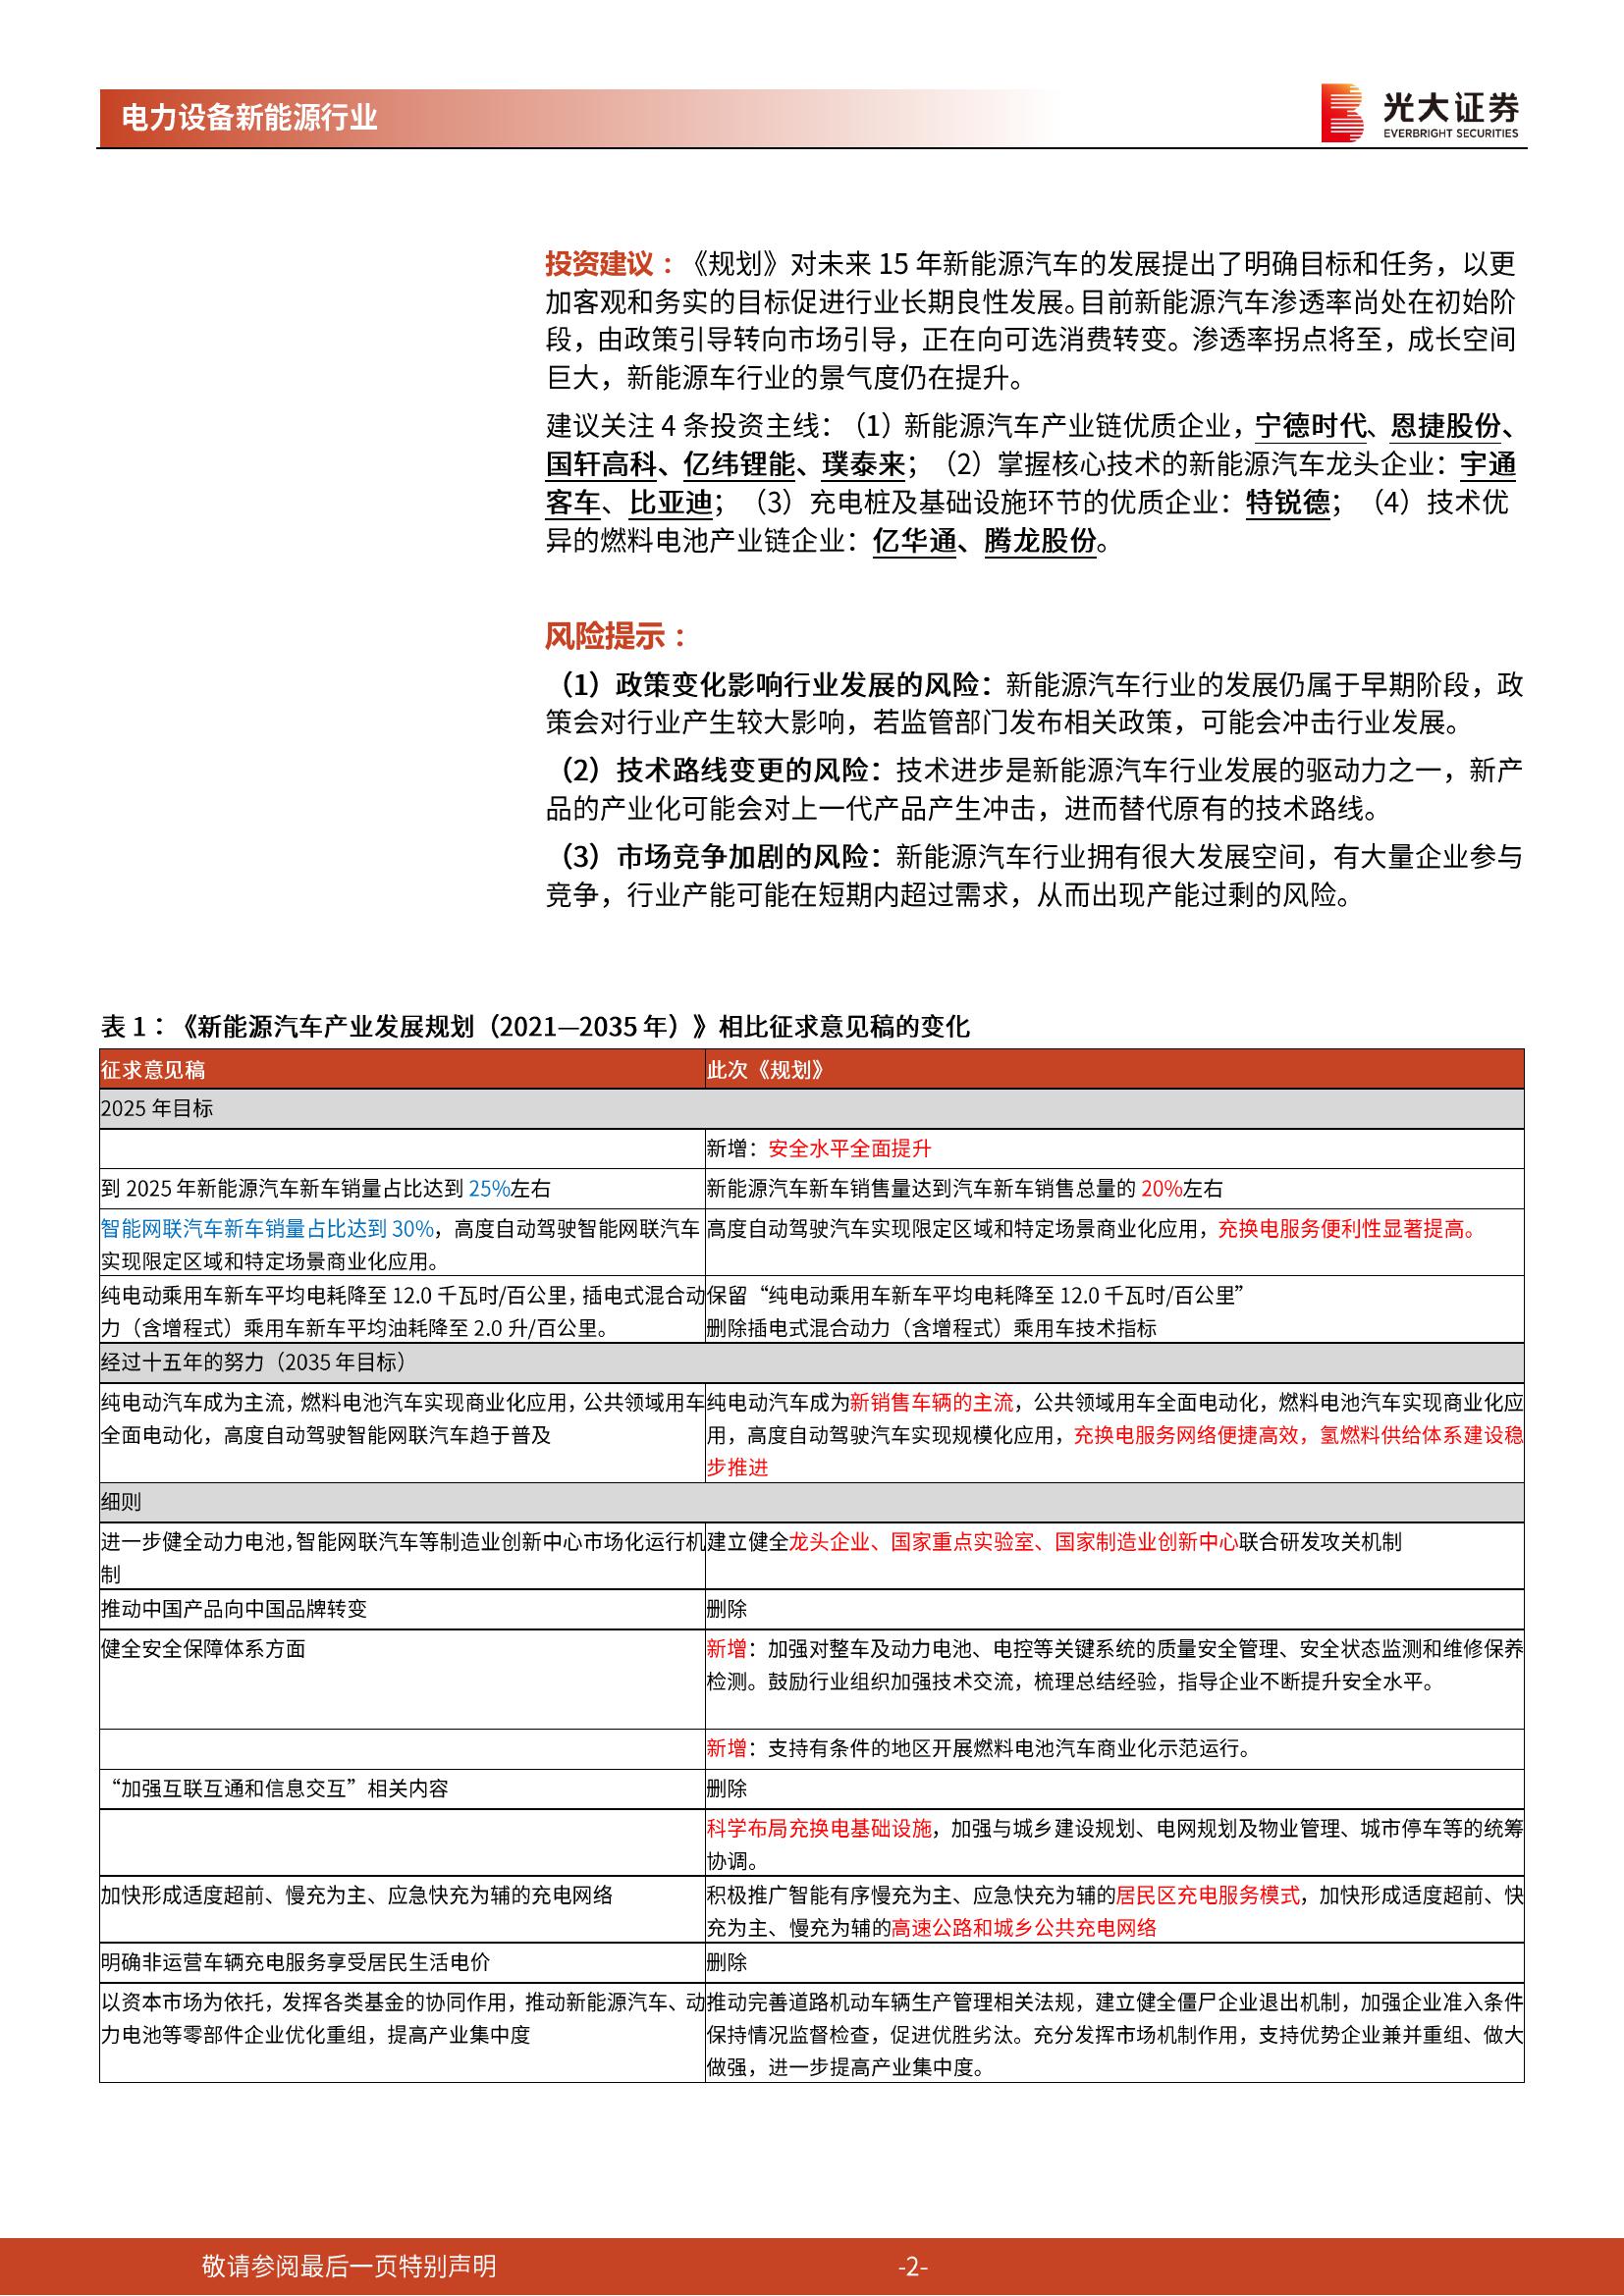 电力设备新能源行业
光大证券
EVERBRIGHT SECURITIES
投资建议：《规划》对未来 15 年新能源汽车的发展提出了明确目标和任务，以更
加客观和务实的目标促进行业长期良性发展。目前新能源汽车渗透率尚处在初始阶
段，由政策引导转向市场引导，正在向可选消费转变。渗透率拐点将至，成长空间
巨大，新能源车行业的景气度仍在提升。
建议关注 4 条投资主线：（1）新能源汽车产业链优质企业，宁德时代、恩捷股份、
国轩高科、亿纬锂能、璞泰来；（2）掌握核心技术的新能源汽车龙头企业：宇通
客车、比亚迪；（3）充电桩及基础设施环节的优质企业：特锐德；（4）技术优
异的燃料电池产业链企业：亿华通、腾龙股份。
风险提示：
（1）政策变化影响行业发展的风险：新能源汽车行业的发展仍属于早期阶段，政
策会对行业产生较大影响，若监管部门发布相关政策，可能会冲击行业发展。
（2）技术路线变更的风险：技术进步是新能源汽车行业发展的驱动力之一，新产
品的产业化可能会对上一代产品产生冲击，进而替代原有的技术路线。
（3）市场竞争加剧的风险：新能源汽车行业拥有很大发展空间，有大量企业参与
竞争，行业产能可能在短期内超过需求，从而出现产能过剩的风险。
表 1：《新能源汽车产业发展规划（2021—2035 年）》相比征求意见稿的变化
征求意见稿
此次《规划》
2025 年目标
新增：安全水平全面提升
到 2025 年新能源汽车新车销量占比达到 25%左右
新能源汽车新车销售量达到汽车新车销售总量的 20%左右
智能网联汽车新车销量占比达到 30%，高度自动驾驶智能网联汽车
实现限定区域和特定场景商业化应用。
高度自动驾驶汽车实现限定区域和特定场景商业化应用，充换电服务便利性显著提高。
纯电动乘用车新车平均电耗降至 12.0 千瓦时/百公里，插电式混合动
力（含增程式）乘用车新车平均油耗降至 2.0 升/百公里。
保留“纯电动乘用车新车平均电耗降至 12.0 千瓦时/百公里”
删除插电式混合动力（含增程式）乘用车技术指标
经过十五年的努力（2035 年目标）
纯电动汽车成为主流，燃料电池汽车实现商业化应用，公共领域用车
全面电动化，高度自动驾驶智能网联汽车趋于普及
纯电动汽车成为新销售车辆的主流，公共领域用车全面电动化，燃料电池汽车实现商业化应
用，高度自动驾驶汽车实现规模化应用，充换电服务网络便捷高效，氢燃料供给体系建设稳
步推进
细则
进一步健全动力电池，智能网联汽车等制造业创新中心市场化运行机
制
建立健全龙头企业、国家重点实验室、国家制造业创新中心联合研发攻关机制
推动中国产品向中国品牌转变
删除
健全安全保障体系方面
新增：加强对整车及动力电池、电控等关键系统的质量安全管理、安全状态监测和维修保养
检测。鼓励行业组织加强技术交流，梳理总结经验，指导企业不断提升安全水平。
新增：支持有条件的地区开展燃料电池汽车商业化示范运行。
“加强互联互通和信息交互”相关内容
删除
科学布局充换电基础设施，加强与城乡建设规划、电网规划及物业管理、城市停车等的统筹
协调。
加快形成适度超前、慢充为主、应急快充为辅的充电网络
积极推广智能有序慢充为主、应急快充为辅的居民区充电服务模式，加快形成适度超前、快
充为主、慢充为辅的高速公路和城乡公共充电网络
明确非运营车辆充电服务享受居民生活电价
删除
以资本市场为依托，发挥各类基金的协同作用，推动新能源汽车、动
力电池等零部件企业优化重组，提高产业集中度
推动完善道路机动车辆生产管理相关法规，建立健全僵尸企业退出机制，加强企业准入条件
保持情况监督检查，促进优胜劣汰。充分发挥市场机制作用，支持优势企业兼并重组、做大
做强，进一步提高产业集中度。
敬请参阅最后一页特别声明
-2-